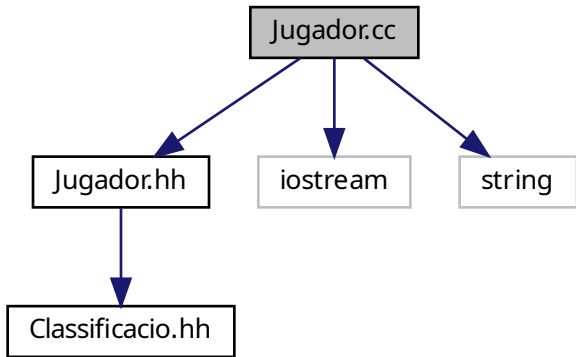 Jugador.cc
Jugador.hh
iostream
string
Classificacio.hh